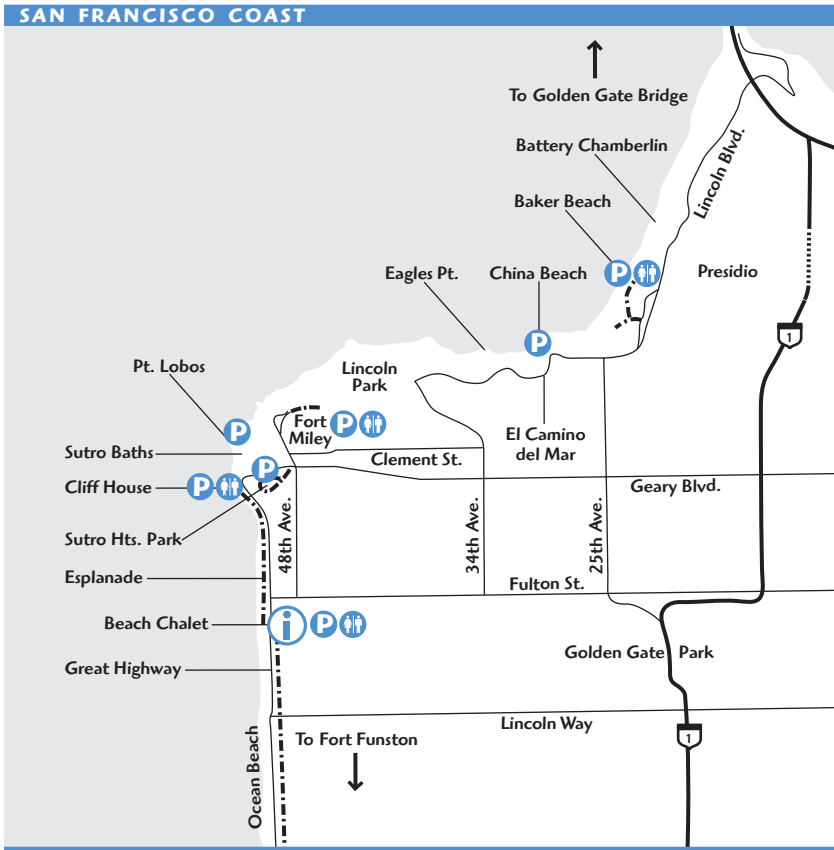 SAN FRANCISCO COAST
To Golden Gate Bridge
Battery Chamberlin
Lincoln Blvd.
Baker Beach
P
Eagles Pt.
China Beach
Presidio
P
1
Pt. Lobos
Lincoln
Park
P
Fort
Miley
P
El Camino
del Mar
Sutro Baths
Clement St.
P
Cliff House
P
Geary Blvd.
48th Ave.
34th Ave.
25th Ave.
Sutro Hts. Park
Esplanade
Fulton St.
Beach Chalet
i
P
Golden Gate Park
Great Highway
Lincoln Way
1
To Fort Funston
Ocean Beach